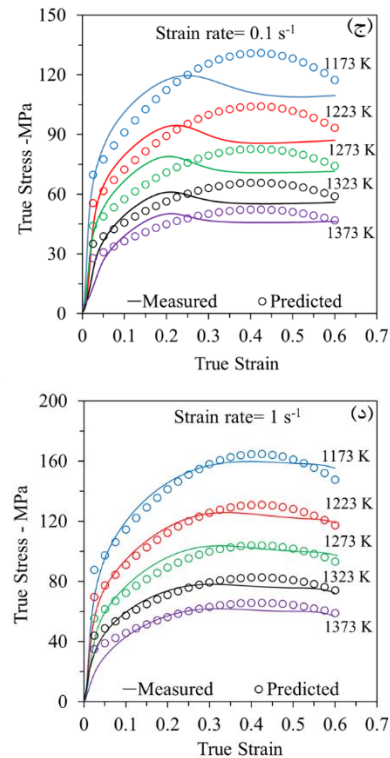 (ج)
Strain rate= 0.1 s⁻¹
150
120
90
60
30
0
True Stress -MPa
1173 K
1223 K
1273 K
1323 K
1373 K
—Measured ○ Predicted
0 0.1 0.2 0.3 0.4 0.5 0.6 0.7
True Strain
(د)
Strain rate= 1 s⁻¹
200
160
120
80
40
0
True Stress - MPa
1173 K
1223 K
1273 K
1323 K
1373 K
—Measured ○ Predicted
0 0.1 0.2 0.3 0.4 0.5 0.6 0.7
True Strain